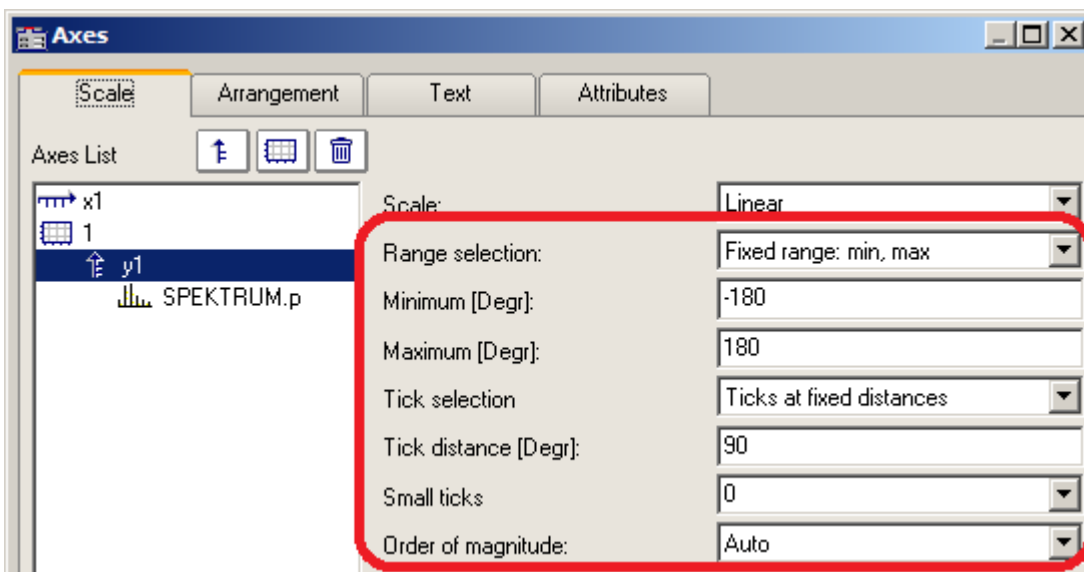 Axes
Scale Arrangement Text Attributes
Axes List
x1
1
y1
SPEKTRUM.p
Scale: Linear
Range selection: Fixed range: min, max
Minimum [Degr]: -180
Maximum [Degr]: 180
Tick selection Ticks at fixed distances
Tick distance [Degr]: 90
Small ticks 0
Order of magnitude: Auto